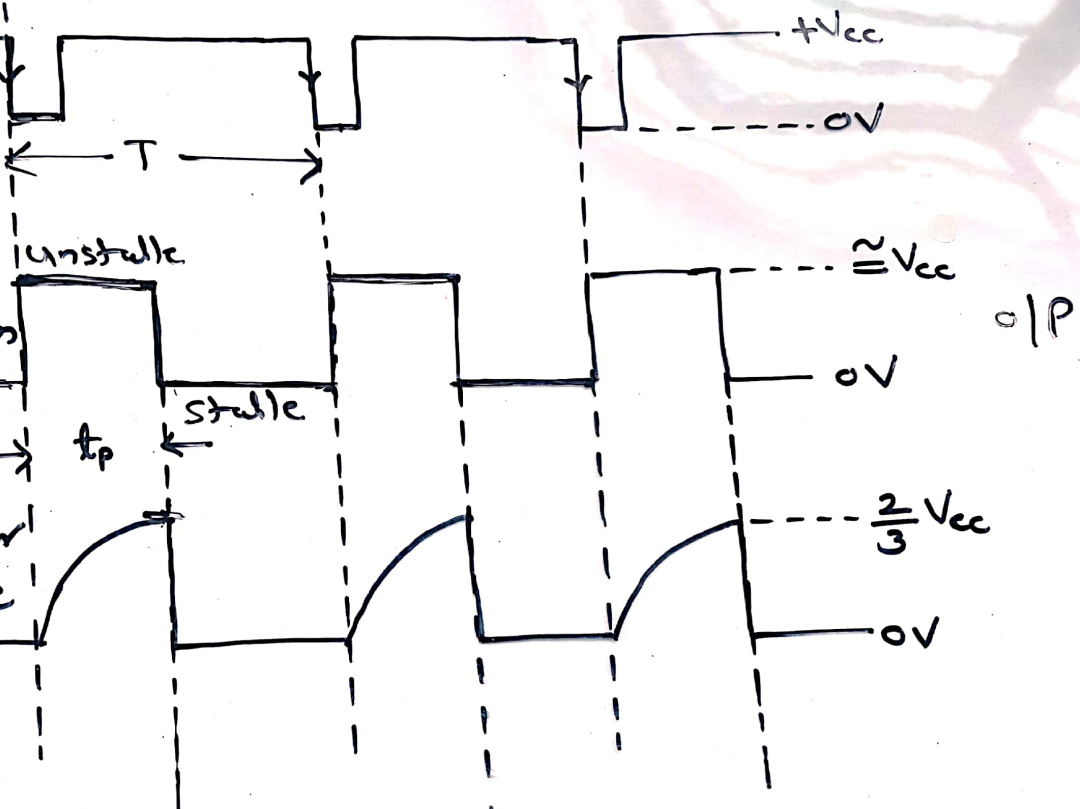 +Vcc
0V
T
unstable
≅Vcc
o/P
0V
stable
tp
2/3 Vcc
0V